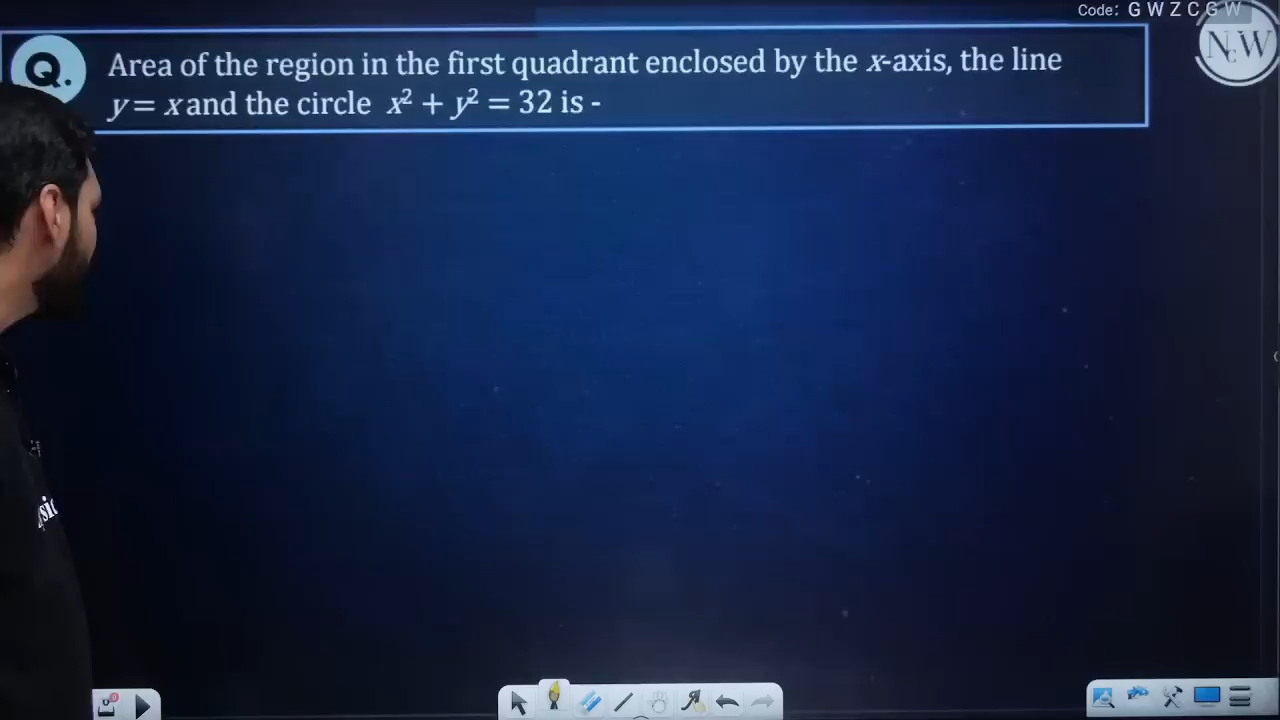 Code: G W Z C G W
Q. Area of the region in the first quadrant enclosed by the x-axis, the line
y = x and the circle x² + y² = 32 is -